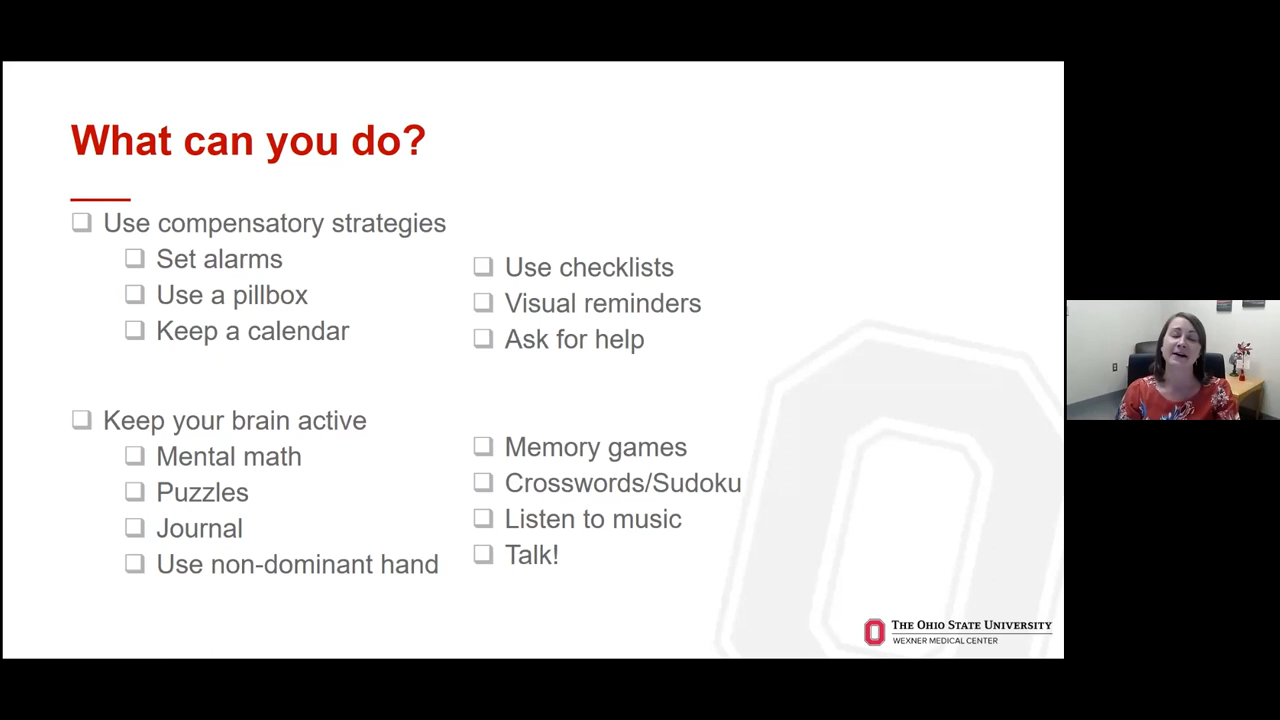 What can you do?
Use compensatory strategies
Set alarms
Use a pillbox
Keep a calendar
Use checklists
Visual reminders
Ask for help
Keep your brain active
Mental math
Puzzles
Journal
Use non-dominant hand
Memory games
Crosswords/Sudoku
Listen to music
Talk!
THE OHIO STATE UNIVERSITY
WEXNER MEDICAL CENTER